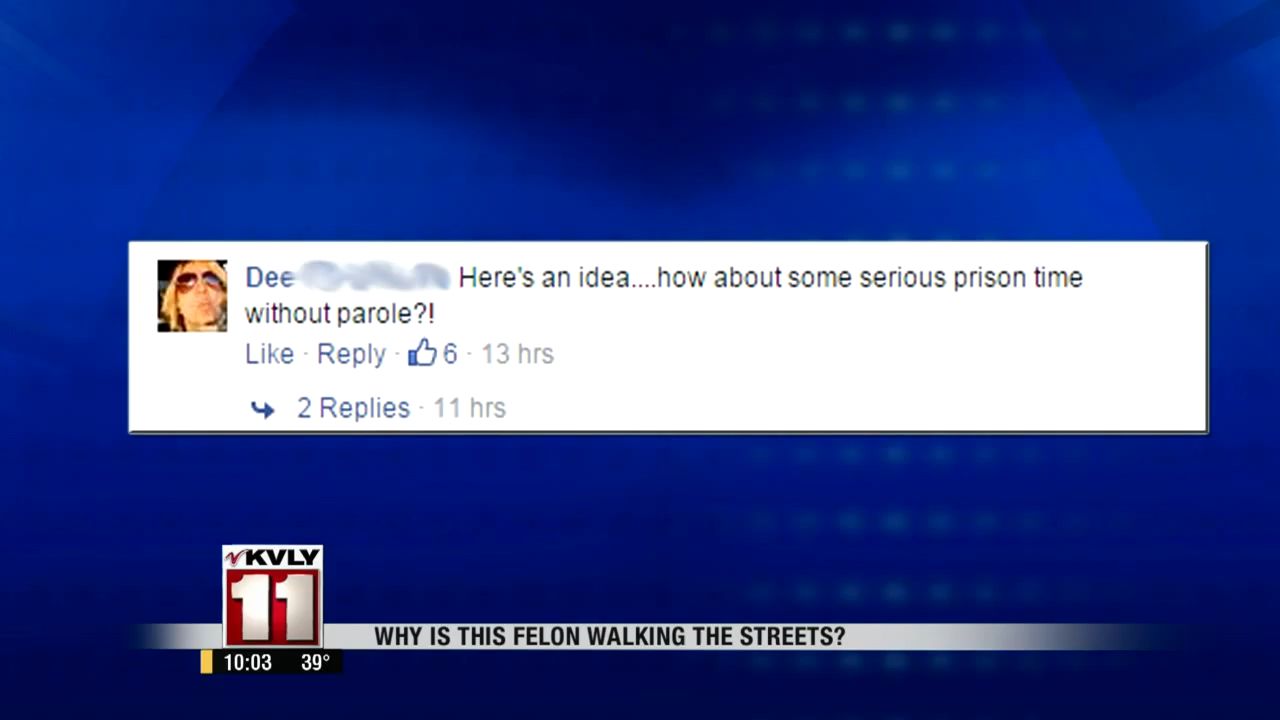 Dee Here's an idea....how about some serious prison time
without parole?!
Like · Reply · 6 · 13 hrs
2 Replies · 11 hrs
KVLY
11
WHY IS THIS FELON WALKING THE STREETS?
10:03 39°